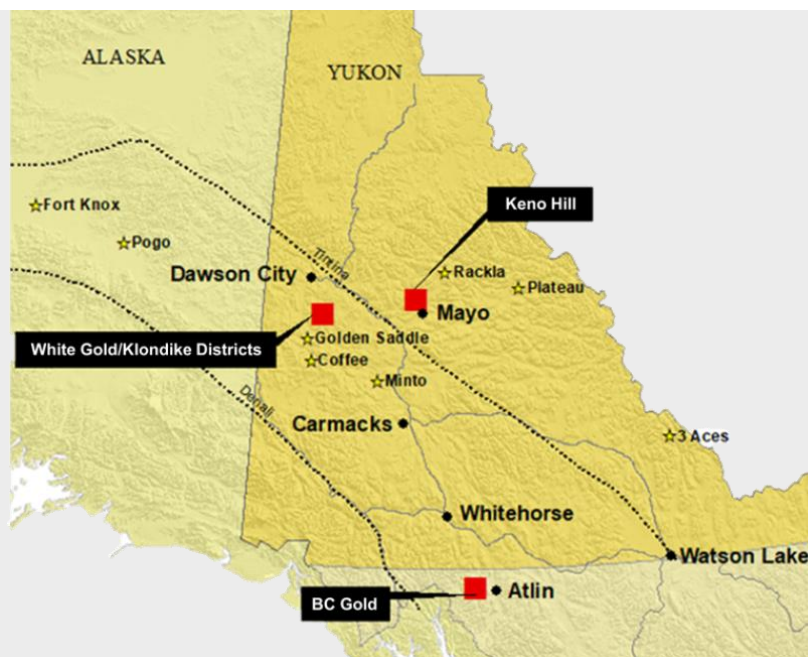 ALASKA
YUKON
Keno Hill
Fort Knox
Pogo
Tintina
Rackla
Dawson City
Plateau
Mayo
White Gold/Klondike Districts
Golden Saddle
Coffee
Minto
Denali
Carmacks
3 Aces
Whitehorse
Watson Lake
Atlin
BC Gold